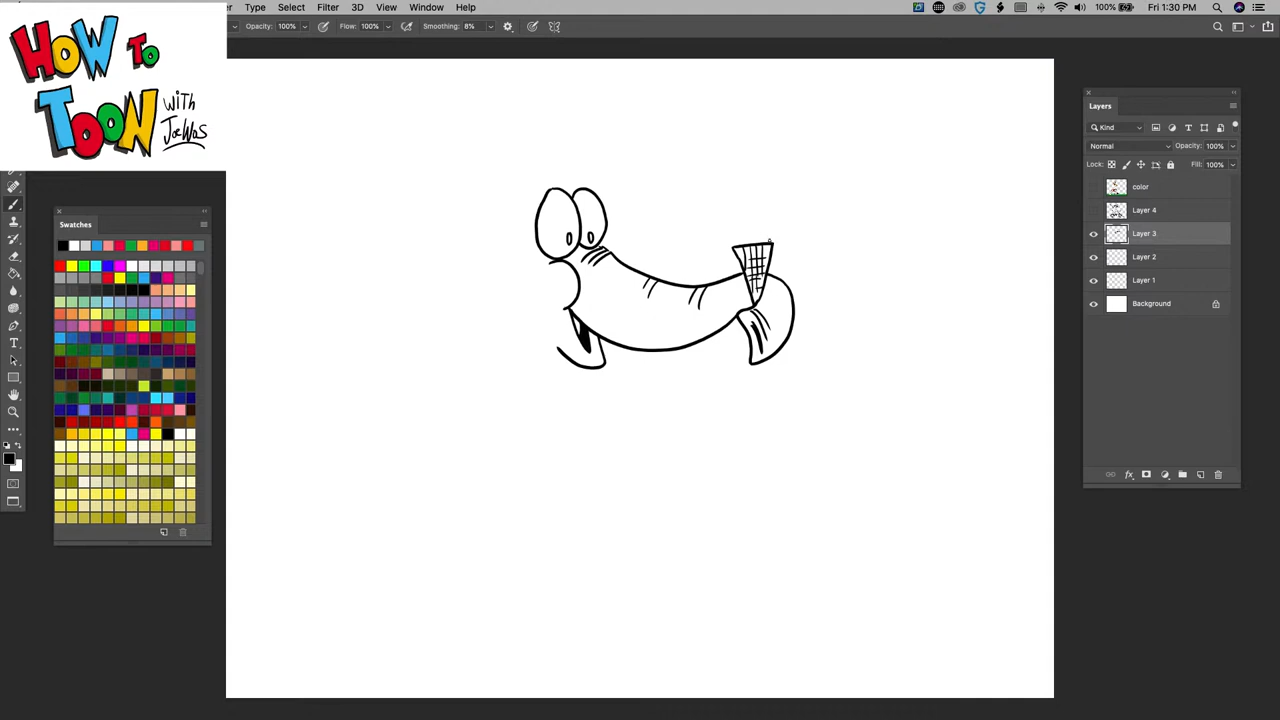 Type Select Filter 3D View Window Help
100% Fri 1:30 PM
Opacity: 100% Flow: 100% Smoothing: 8%
HOW TO
TOON
WITH
JOEWOS
Swatches
Layers
Kind
Normal Opacity: 100%
Lock: Fill: 100%
color
Layer 4
Layer 3
Layer 2
Layer 1
Background
fx